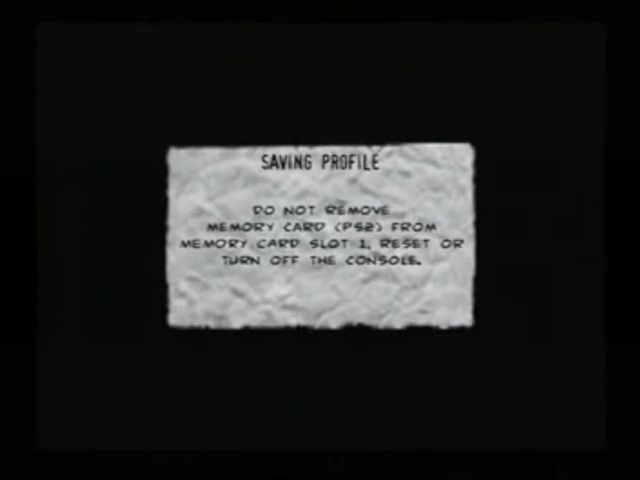 SAVING PROFILE
DO NOT REMOVE
MEMORY CARD (PS2) FROM
MEMORY CARD SLOT 1, RESET OR
TURN OFF THE CONSOLE.